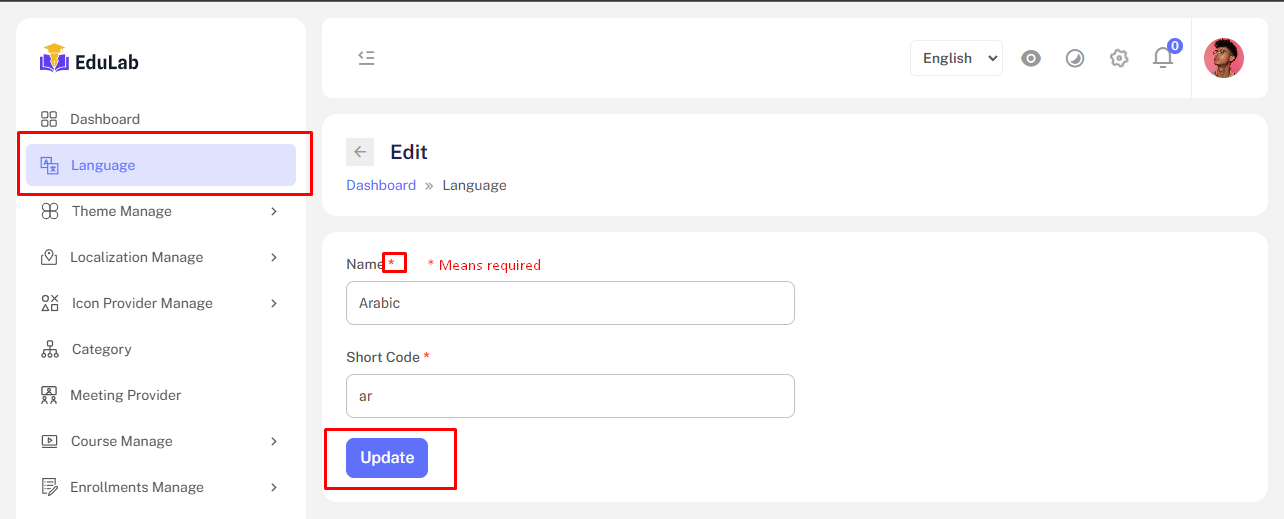 EduLab
Dashboard
Language
Theme Manage
Localization Manage
Icon Provider Manage
Category
Meeting Provider
Course Manage
Enrollments Manage
English
0
Edit
Dashboard » Language
Name * * Means required
Arabic
Short Code *
ar
Update